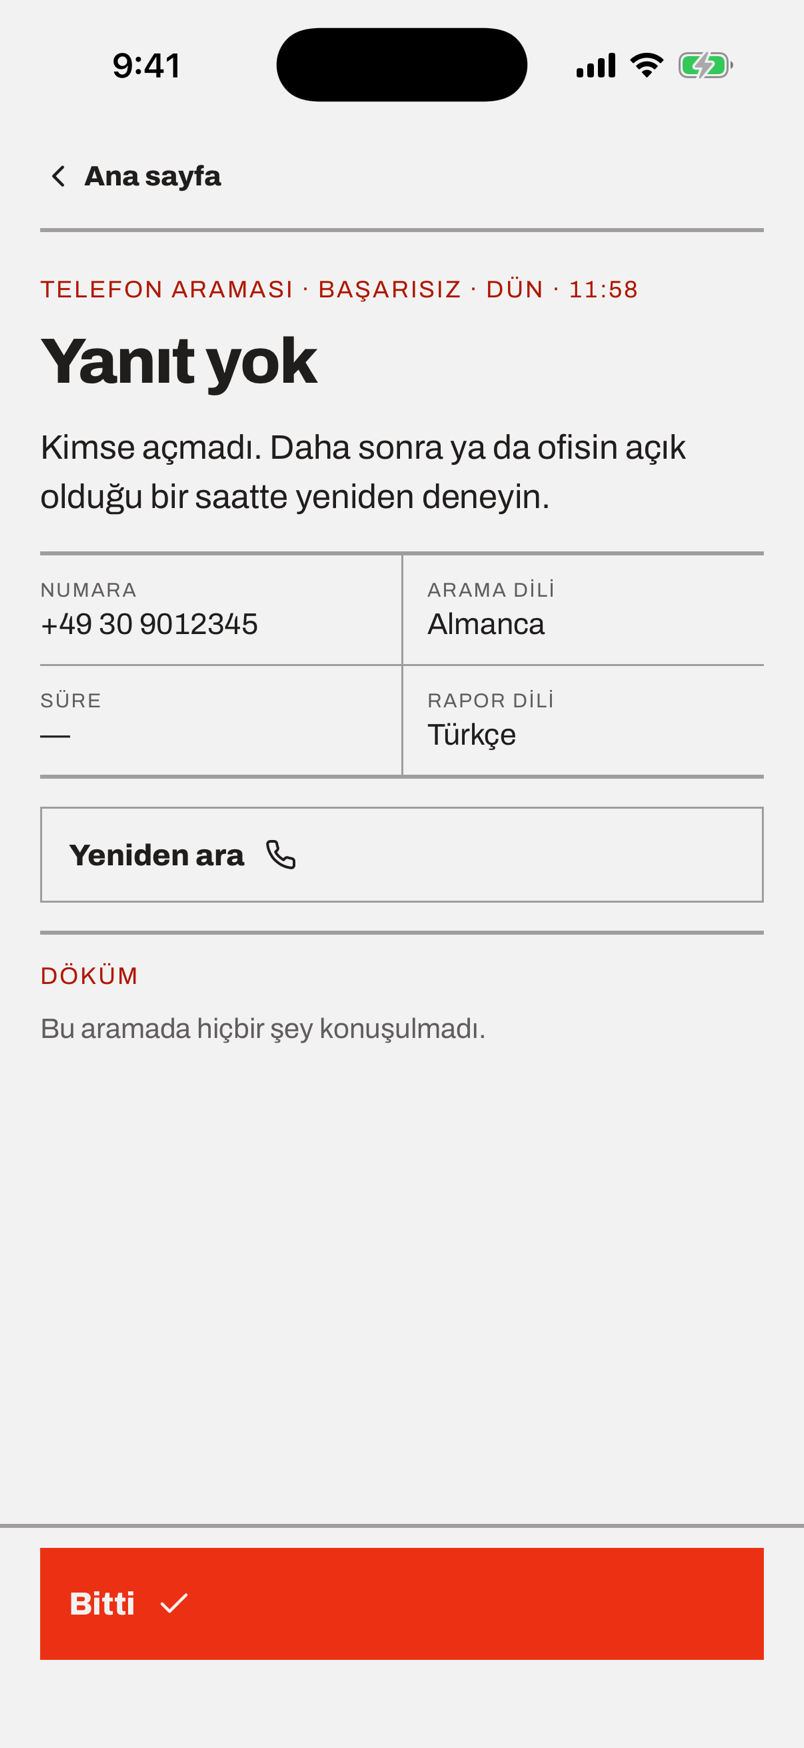 9:41
Ana sayfa
TELEFON ARAMASI · BAŞARISIZ · DÜN · 11:58
Yanıt yok
Kimse açmadı. Daha sonra ya da ofisin açık
olduğu bir saatte yeniden deneyin.
NUMARA
+49 30 9012345
ARAMA DİLİ
Almanca
SÜRE
—
RAPOR DİLİ
Türkçe
Yeniden ara
DÖKÜM
Bu aramada hiçbir şey konuşulmadı.
Bitti